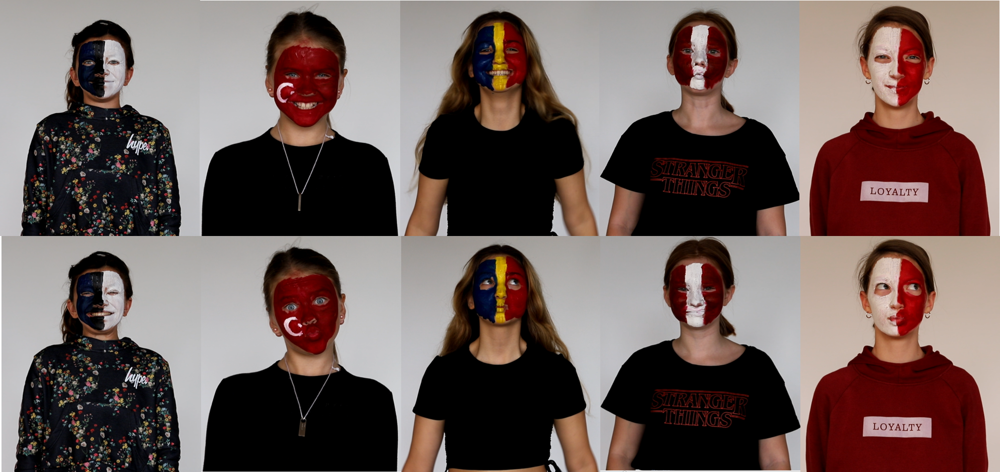 hype.
STRANGER
THINGS
LOYALTY
hype.
STRANGER
THINGS
LOYALTY